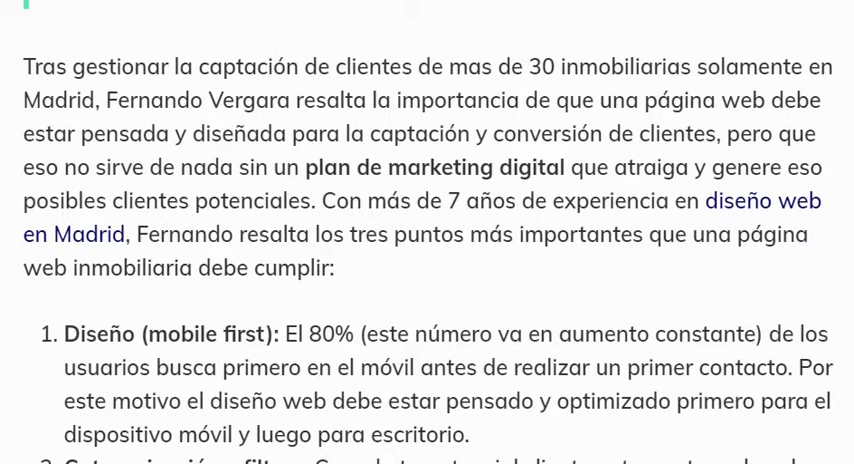 Tras gestionar la captación de clientes de mas de 30 inmobiliarias solamente en
Madrid, Fernando Vergara resalta la importancia de que una página web debe
estar pensada y diseñada para la captación y conversión de clientes, pero que
eso no sirve de nada sin un plan de marketing digital que atraiga y genere eso
posibles clientes potenciales. Con más de 7 años de experiencia en diseño web
en Madrid, Fernando resalta los tres puntos más importantes que una página
web inmobiliaria debe cumplir:
1. Diseño (mobile first): El 80% (este número va en aumento constante) de los
usuarios busca primero en el móvil antes de realizar un primer contacto. Por
este motivo el diseño web debe estar pensado y optimizado primero para el
dispositivo móvil y luego para escritorio.